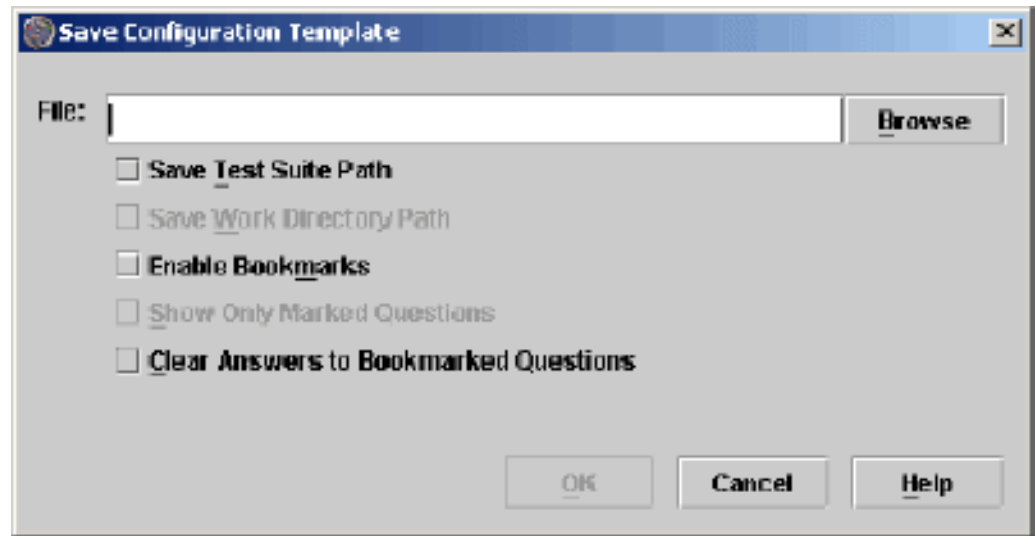 Save Configuration Template
File:
Browse
Save Test Suite Path
Save Work Directory Path
Enable Bookmarks
Show Only Marked Questions
Clear Answers to Bookmarked Questions
OK Cancel Help